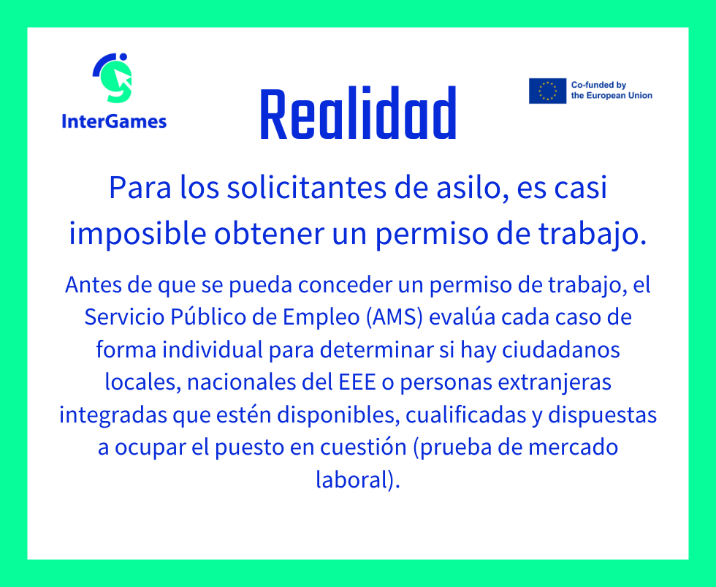 InterGames
Realidad
Co-funded by
the European Union
Para los solicitantes de asilo, es casi
imposible obtener un permiso de trabajo.
Antes de que se pueda conceder un permiso de trabajo, el
Servicio Público de Empleo (AMS) evalúa cada caso de
forma individual para determinar si hay ciudadanos
locales, nacionales del EEE o personas extranjeras
integradas que estén disponibles, cualificadas y dispuestas
a ocupar el puesto en cuestión (prueba de mercado
laboral).